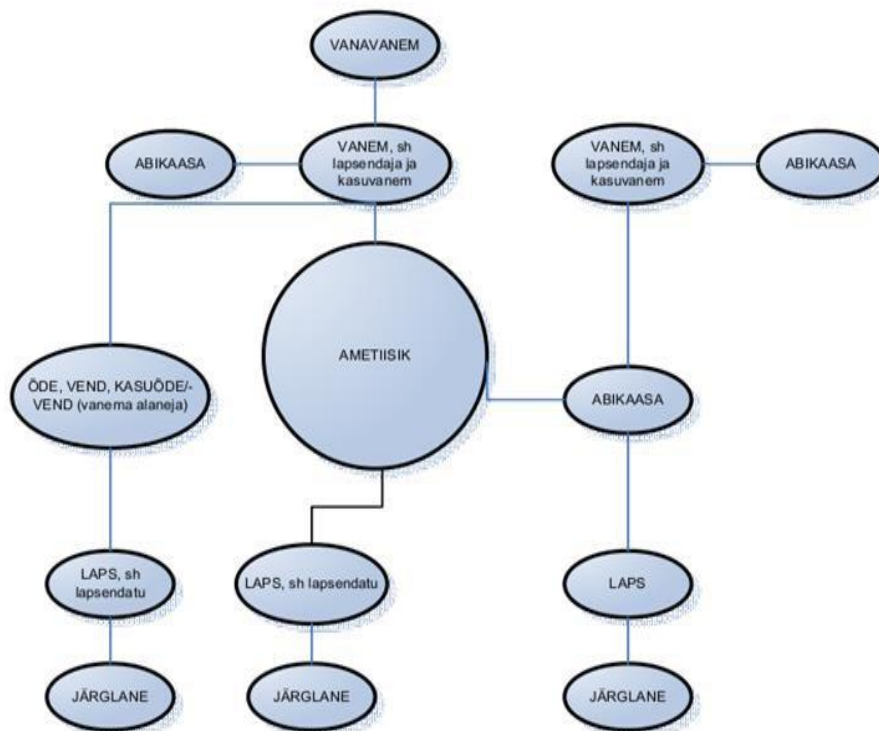 VANAVANEM
ABIKAASA
VANEM, sh
lapsendaja ja
kasuvanem
VANEM, sh
lapsendaja ja
kasuvanem
ABIKAASA
AMETIISIK
ÕDE, VEND, KASUÕDE/-
VEND (vanema alaneja)
ABIKAASA
LAPS, sh
lapsendatu
LAPS, sh lapsendatu
LAPS
JÄRGLANE
JÄRGLANE
JÄRGLANE